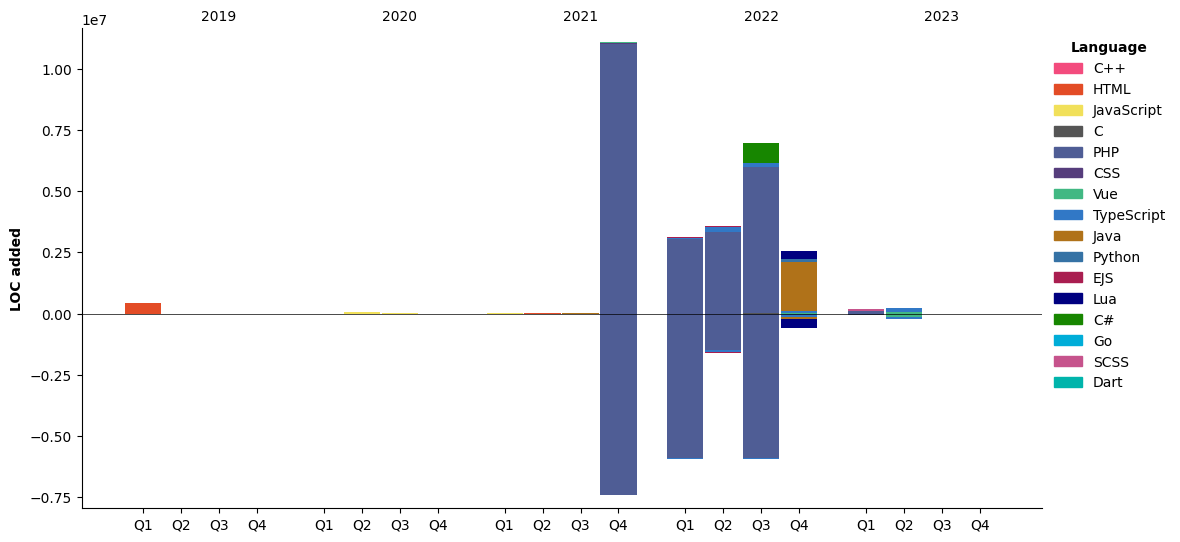 2019 2020 2021 2022 2023
1e7
1.00
0.75
0.50
0.25
0.00
−0.25
−0.50
−0.75
LOC added
Q1 Q2 Q3 Q4 Q1 Q2 Q3 Q4 Q1 Q2 Q3 Q4 Q1 Q2 Q3 Q4 Q1 Q2 Q3 Q4
Language
C++
HTML
JavaScript
C
PHP
CSS
Vue
TypeScript
Java
Python
EJS
Lua
C#
Go
SCSS
Dart